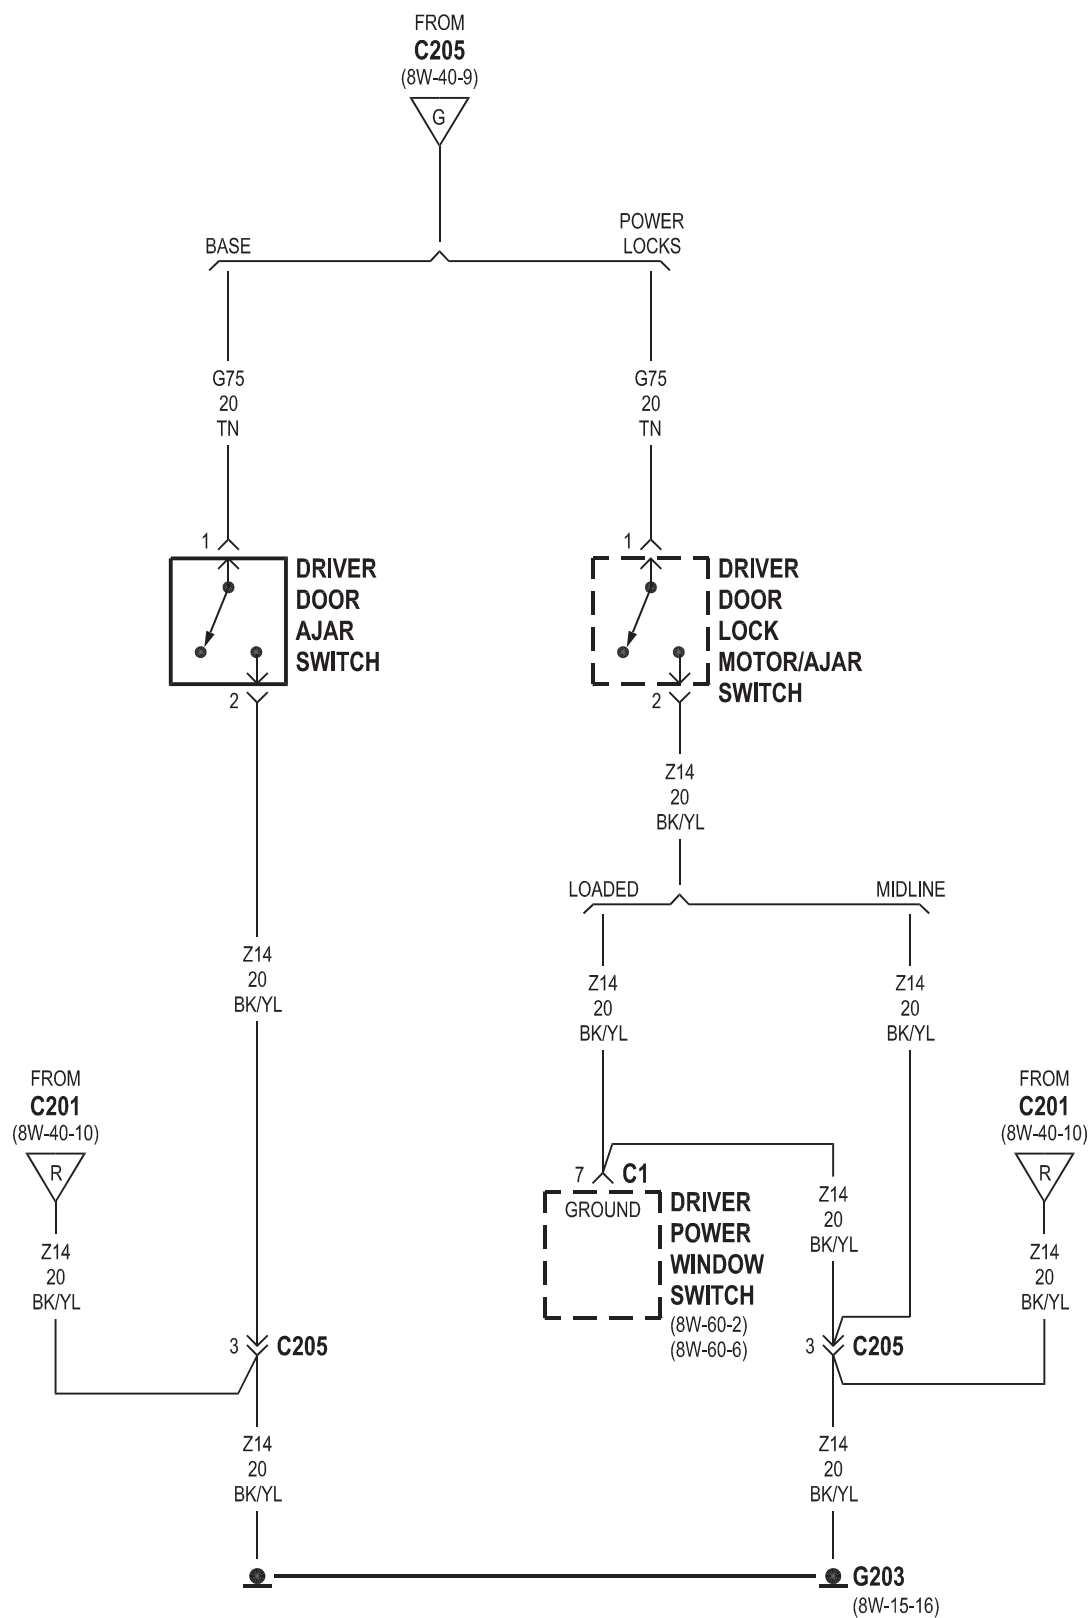 FROM
C205
(8W-40-9)
G
BASE
POWER
LOCKS
G75
20
TN
G75
20
TN
1
DRIVER
DOOR
AJAR
SWITCH
2
1
DRIVER
DOOR
LOCK
MOTOR/AJAR
SWITCH
2
Z14
20
BK/YL
LOADED
MIDLINE
Z14
20
BK/YL
Z14
20
BK/YL
Z14
20
BK/YL
FROM
C201
(8W-40-10)
R
Z14
20
BK/YL
FROM
C201
(8W-40-10)
R
Z14
20
BK/YL
7
C1
GROUND
DRIVER
POWER
WINDOW
SWITCH
(8W-60-2)
(8W-60-6)
Z14
20
BK/YL
3
C205
3
C205
Z14
20
BK/YL
Z14
20
BK/YL
G203
(8W-15-16)